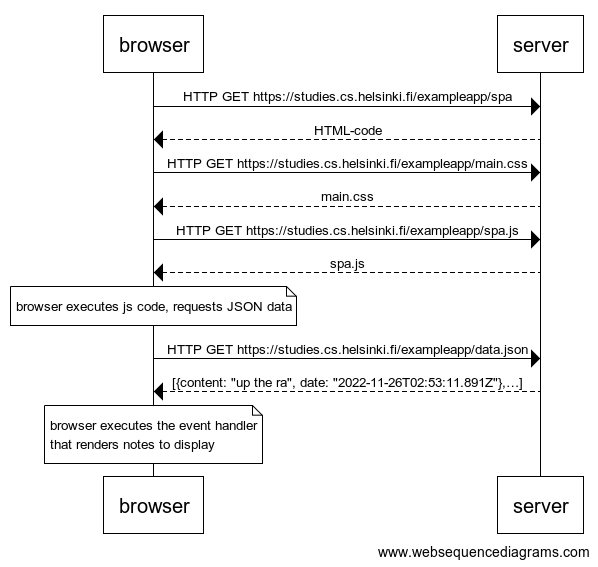 browser
server
HTTP GET https://studies.cs.helsinki.fi/exampleapp/spa
HTML-code
HTTP GET https://studies.cs.helsinki.fi/exampleapp/main.css
main.css
HTTP GET https://studies.cs.helsinki.fi/exampleapp/spa.js
spa.js
browser executes js code, requests JSON data
HTTP GET https://studies.cs.helsinki.fi/exampleapp/data.json
[{content: "up the ra", date: "2022-11-26T02:53:11.891Z"},…]
browser executes the event handler
that renders notes to display
browser
server
www.websequencediagrams.com